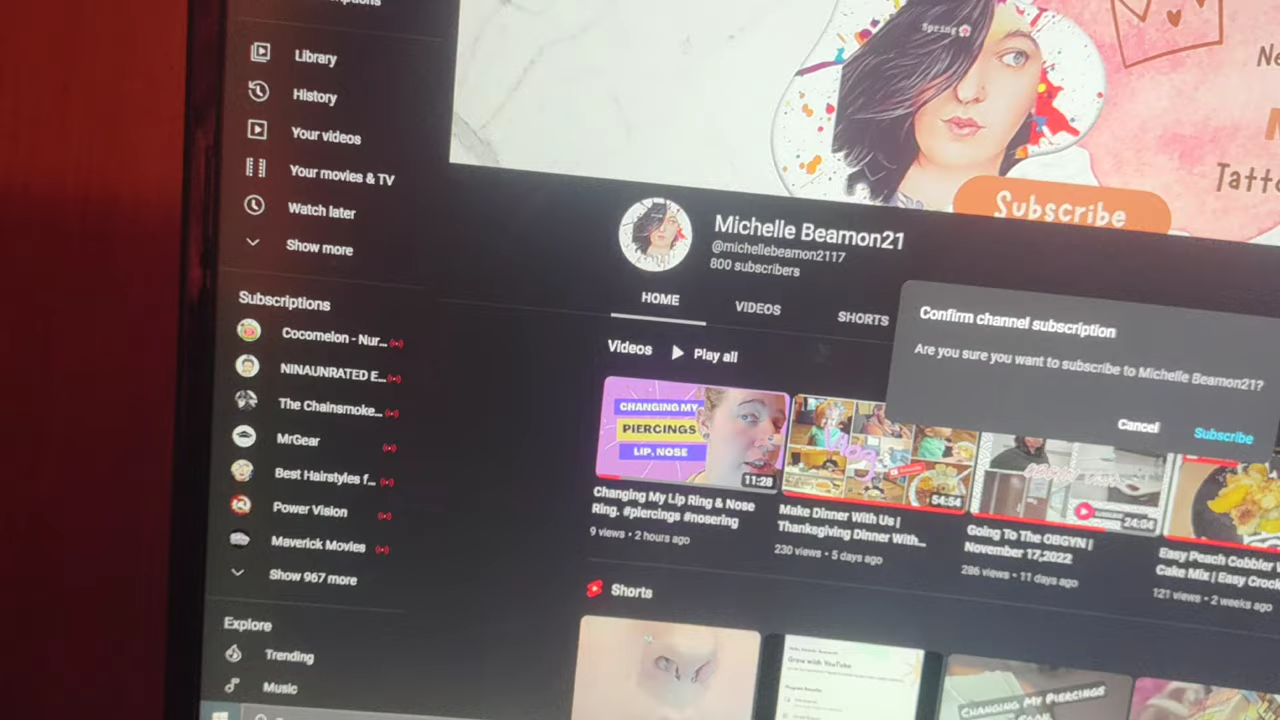 Library
History
Your videos
Your movies & TV
Watch later
Show more
Subscriptions
Cocomelon - Nur...
NINAUNRATED E...
The Chainsmoke...
MrGear
Best Hairstyles f...
Power Vision
Maverick Movies
Show 967 more
Explore
Trending
Music
Spring
Subscribe
Michelle Beamon21
@michellebeamon2117
800 subscribers
HOME VIDEOS SHORTS
Confirm channel subscription
Are you sure you want to subscribe to Michelle Beamon21?
Cancel Subscribe
Videos Play all
CHANGING MY
PIERCINGS
LIP, NOSE
11:28
Changing My Lip Ring & Nose
Ring. #piercings #nosering
9 views • 2 hours ago
54:54
Make Dinner With Us |
Thanksgiving Dinner With...
230 views • 5 days ago
24:04
Going To The OBGYN |
November 17,2022
286 views • 11 days ago
Easy Peach Cobbler
Cake Mix | Easy
121 views • 2 weeks ago
Shorts
Grow with YouTube
CHANGING MY PIERCINGS